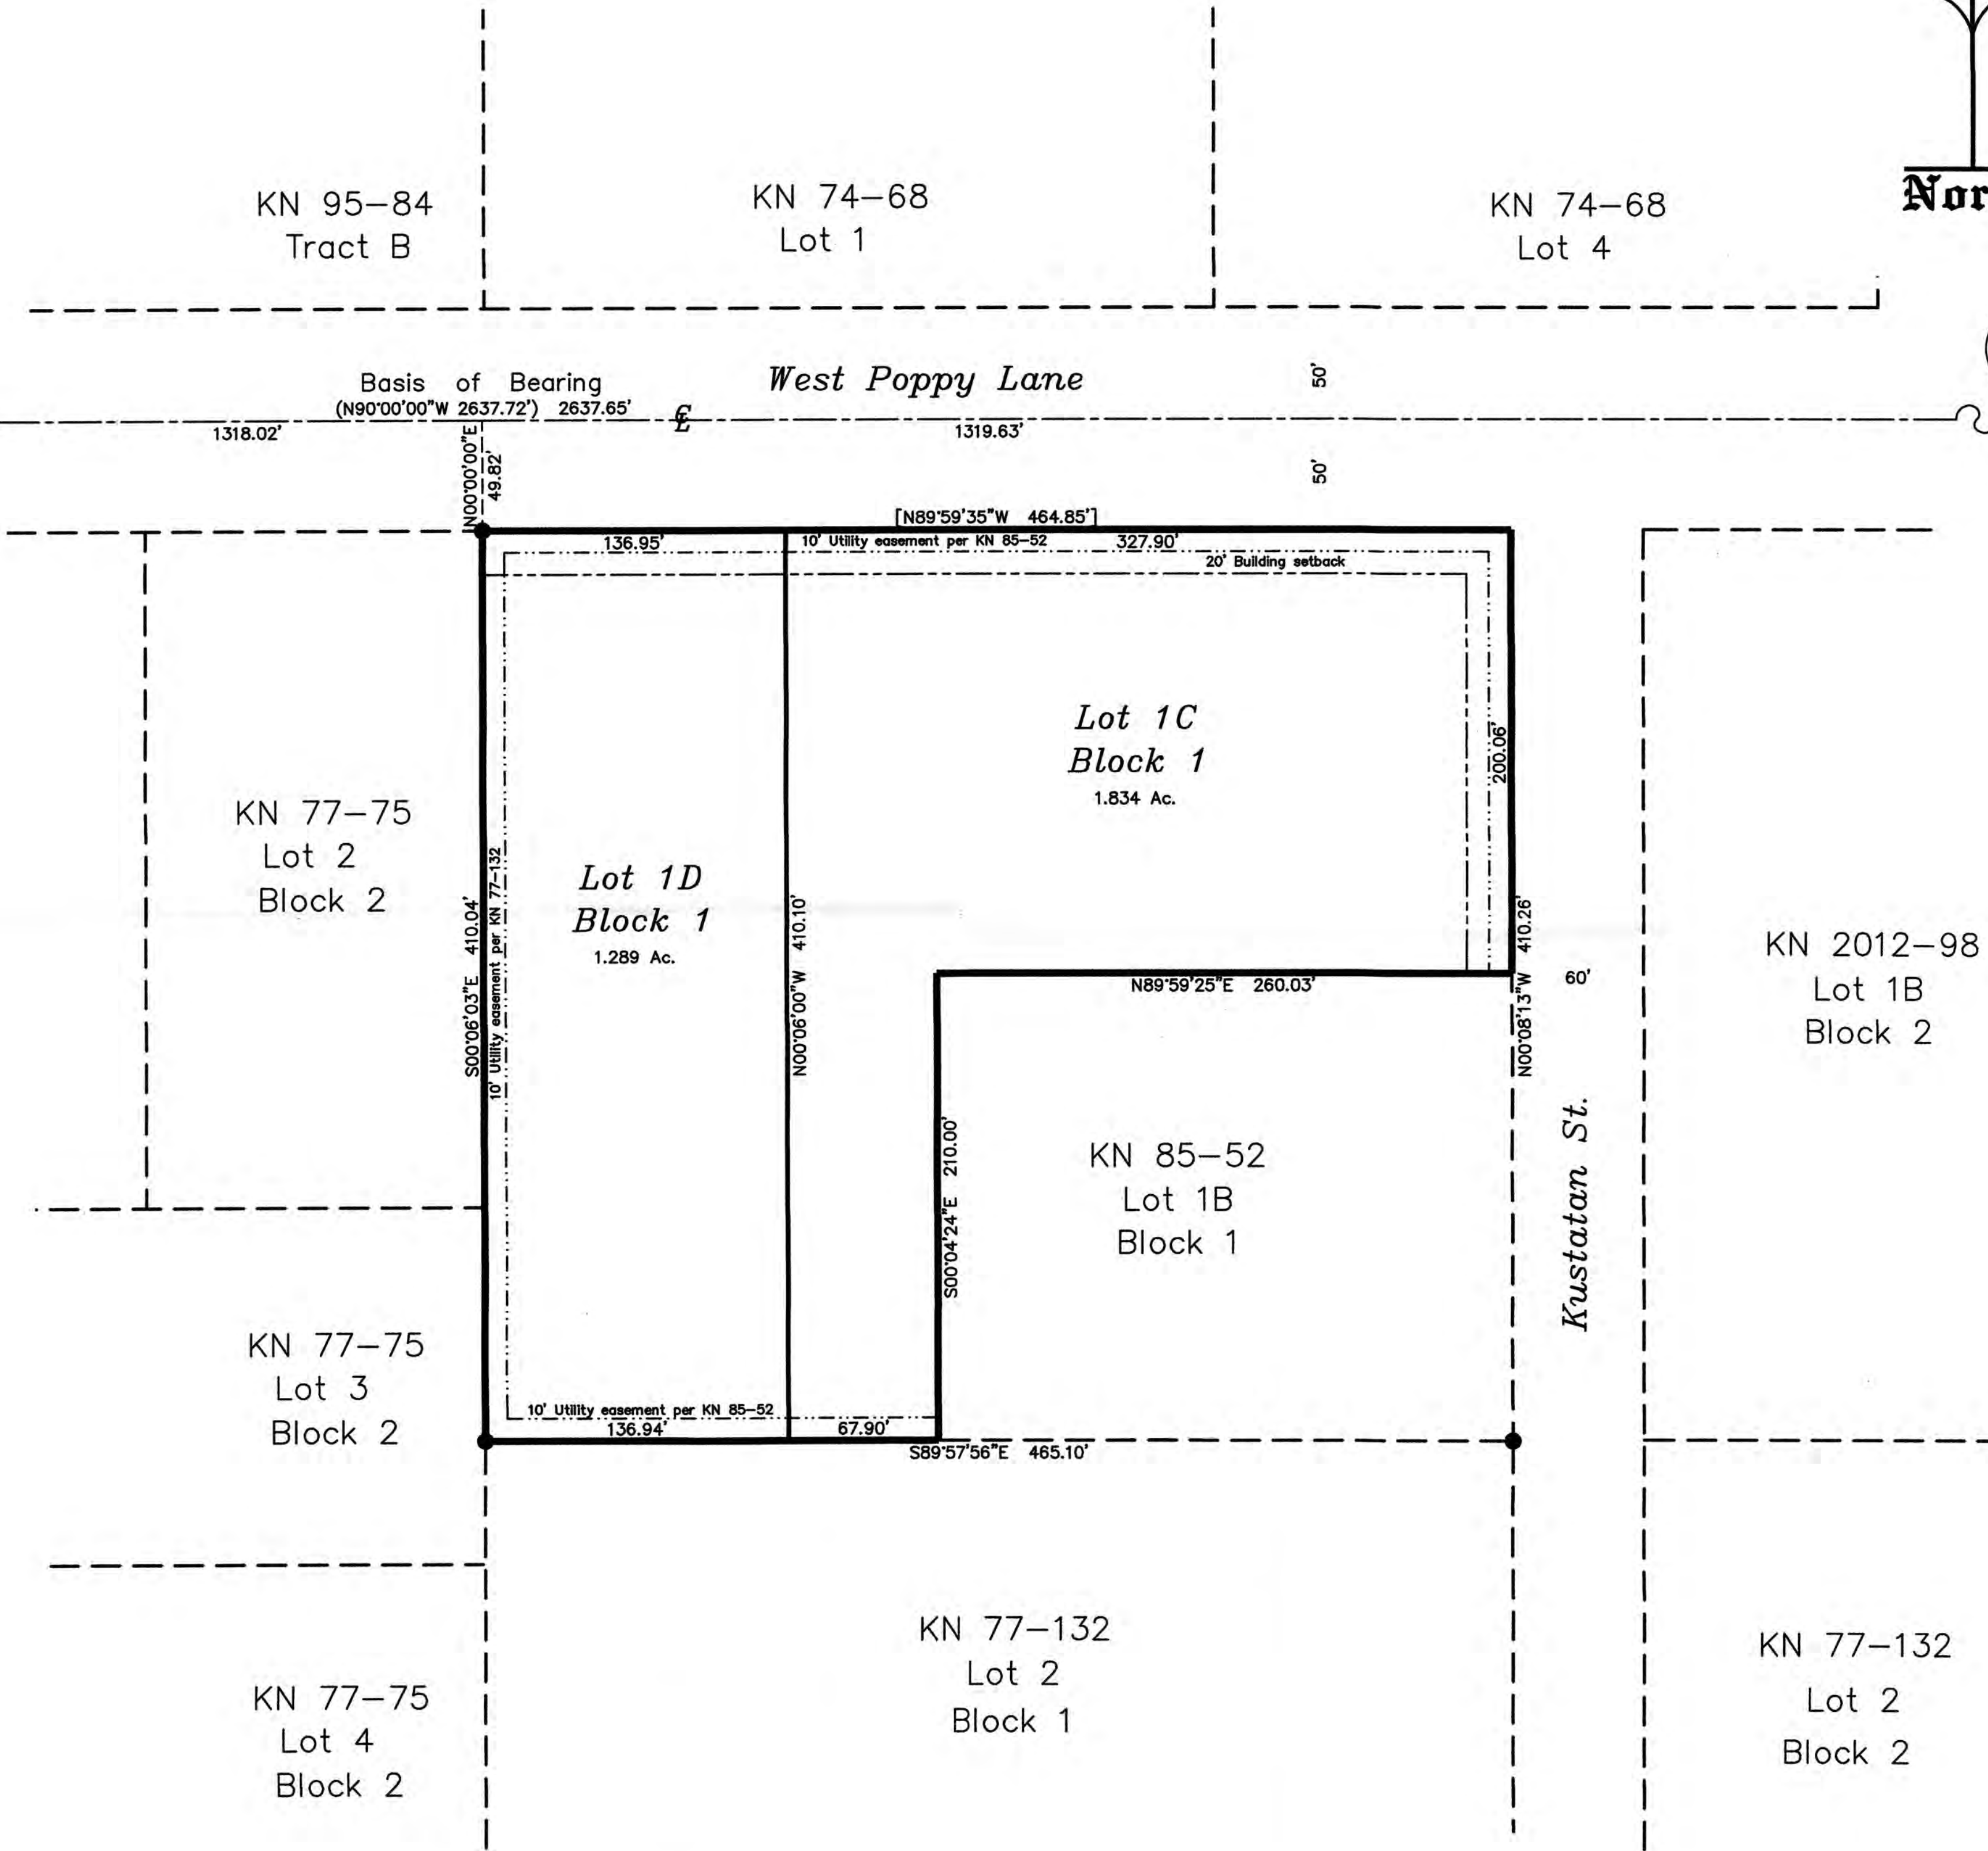 KN 95-84
Tract B
KN 74-68
Lot 1
KN 74-68
Lot 4
Basis of Bearing
(N90°00'00"W 2637.72') 2637.65'
West Poppy Lane
50'
℄
1318.02'
1319.63'
N00°00'00"E
49.82'
50'
[N89°59'35"W 464.85']
136.95'
10' Utility easement per KN 85-52
327.90'
20' Building setback
Lot 1C
Block 1
1.834 Ac.
200.06'
KN 77-75
Lot 2
Block 2
S00°06'03"E 410.04'
10' Utility easement per KN 77-132
Lot 1D
Block 1
1.289 Ac.
N00°06'00"W 410.10'
N89°59'25"E 260.03'
N00°08'13"W 410.26'
60'
KN 2012-98
Lot 1B
Block 2
S00°04'24"E 210.00'
KN 85-52
Lot 1B
Block 1
Kustatan St.
KN 77-75
Lot 3
Block 2
10' Utility easement per KN 85-52
136.94'
67.90'
S89°57'56"E 465.10'
KN 77-132
Lot 2
Block 1
KN 77-132
Lot 2
Block 2
KN 77-75
Lot 4
Block 2